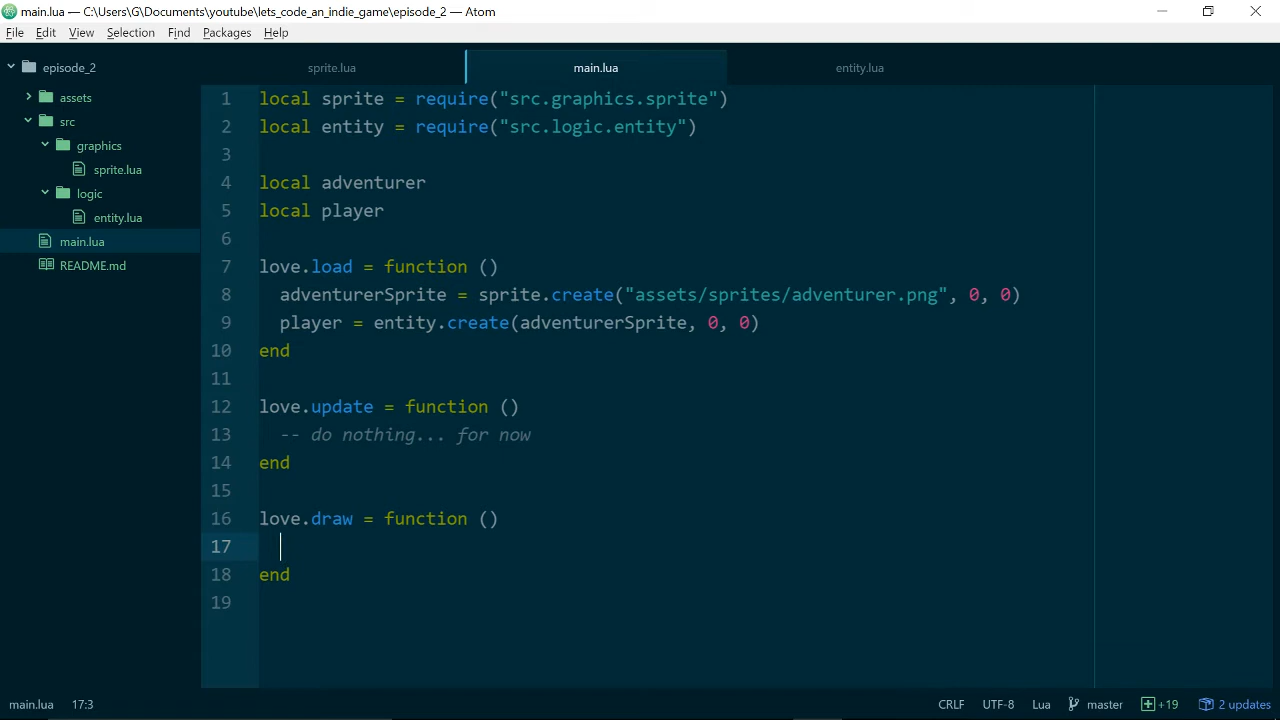 main.lua — C:\Users\G\Documents\youtube\lets_code_an_indie_game\episode_2 — Atom
File Edit View Selection Find Packages Help
episode_2
assets
src
graphics
sprite.lua
logic
entity.lua
main.lua
README.md
sprite.lua main.lua entity.lua
1 local sprite = require("src.graphics.sprite")
2 local entity = require("src.logic.entity")
3
4 local adventurer
5 local player
6
7 love.load = function ()
8 adventurerSprite = sprite.create("assets/sprites/adventurer.png", 0, 0)
9 player = entity.create(adventurerSprite, 0, 0)
10 end
11
12 love.update = function ()
13 -- do nothing... for now
14 end
15
16 love.draw = function ()
17
18 end
19
main.lua 17:3 CRLF UTF-8 Lua master +19 2 updates